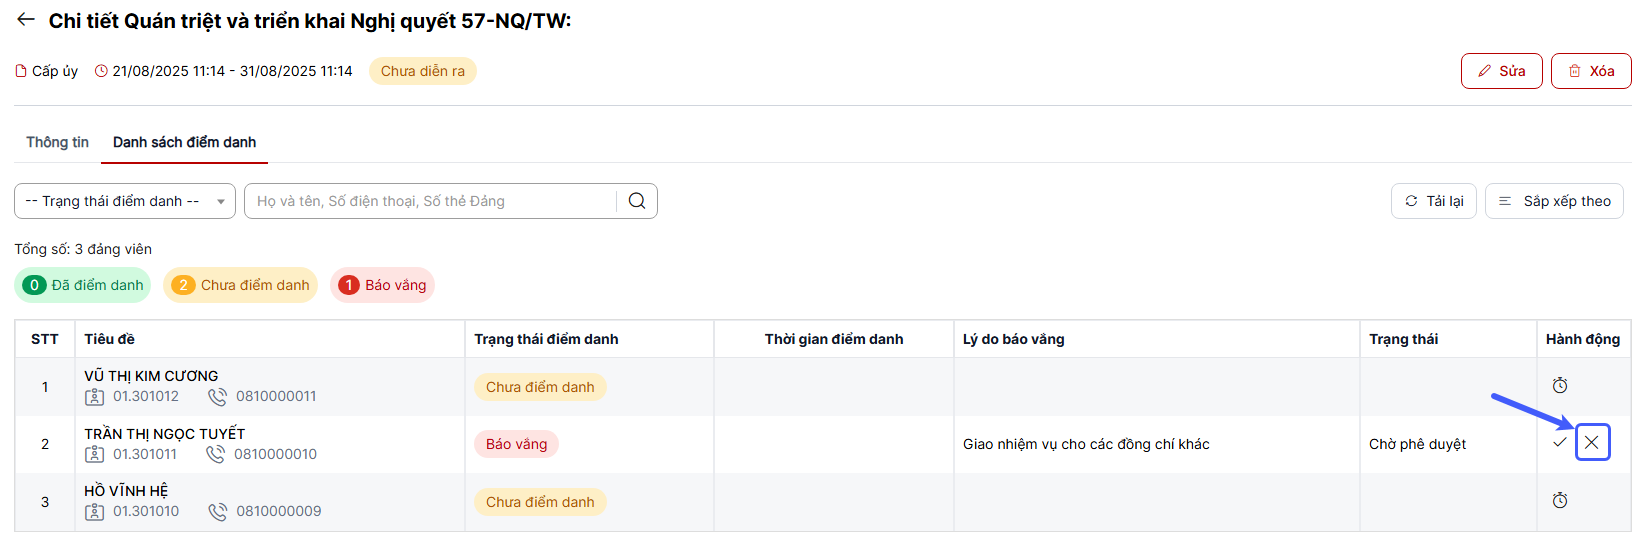 Chi tiết Quán triệt và triển khai Nghị quyết 57-NQ/TW:
Cấp ủy 21/08/2025 11:14 - 31/08/2025 11:14 Chưa diễn ra Sửa Xóa
Thông tin Danh sách điểm danh
-- Trạng thái điểm danh -- Họ và tên, Số điện thoại, Số thẻ Đảng Tải lại Sắp xếp theo
Tổng số: 3 đảng viên
0 Đã điểm danh 2 Chưa điểm danh 1 Báo vắng
STT Tiêu đề Trạng thái điểm danh Thời gian điểm danh Lý do báo vắng Trạng thái Hành động
1 VŨ THỊ KIM CƯƠNG Chưa điểm danh
01.301012 0810000011
2 TRẦN THỊ NGỌC TUYẾT Báo vắng Giao nhiệm vụ cho các đồng chí khác Chờ phê duyệt
01.301011 0810000010
3 HỒ VĨNH HỆ Chưa điểm danh
01.301010 0810000009